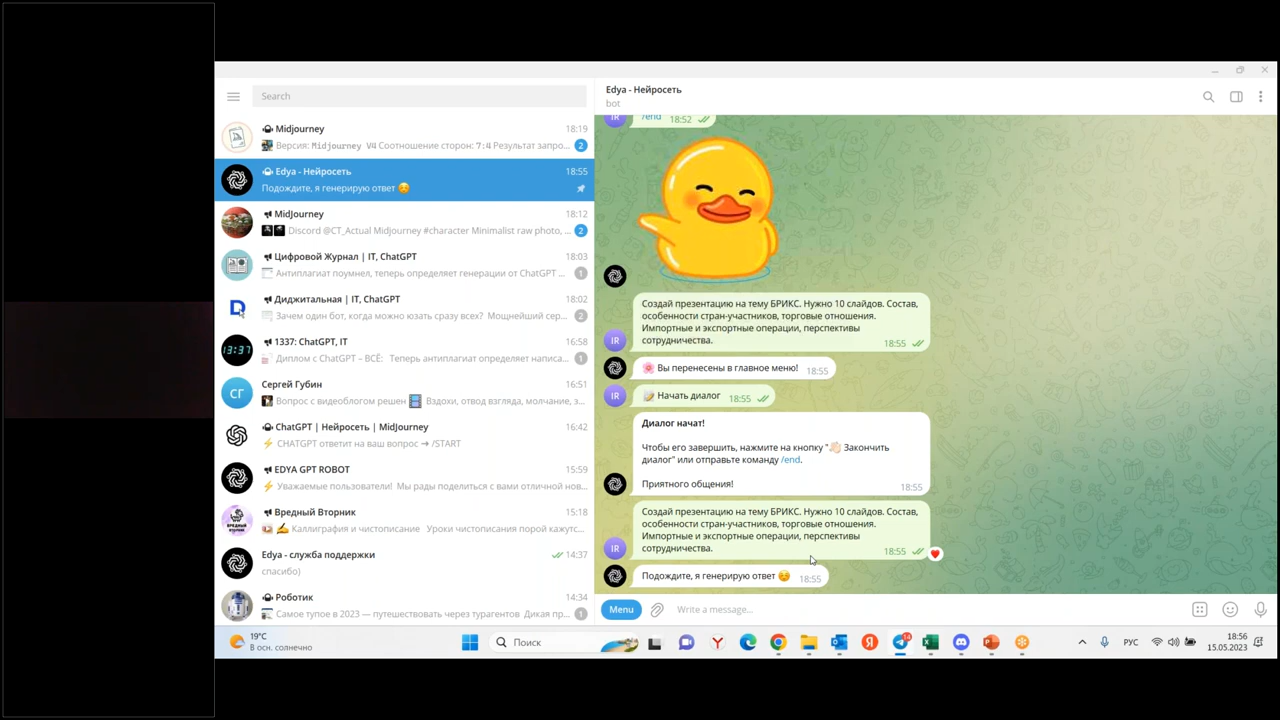 Search
Midjourney 18:19
Версия: Midjourney V4 Соотношение сторон: 7:4 Результат запро... 2
Edya - Нейросеть 18:55
Подождите, я генерирую ответ
MidJourney 18:12
Discord @CT_Actual Midjourney #character Minimalist raw photo, ... 2
Цифровой Журнал | IT, ChatGPT 18:03
Антиплагиат поумнел, теперь определяет генерации от ChatGPT ... 1
Диджитальная | IT, ChatGPT 18:02
Зачем один бот, когда можно юзать сразу всех? Мощнейший сер... 2
13:37
1337: ChatGPT, IT 16:58
Диплом с ChatGPT – ВСЁ: Теперь антиплагиат определяет написа... 1
СГ
Сергей Губин 16:51
Вопрос с видеоблогом решен Вздохи, отвод взгляда, молчание, з...
ChatGPT | Нейросеть | MidJourney 16:42
CHATGPT ответит на ваш вопрос ➔ /START
EDYA GPT ROBOT 15:59
Уважаемые пользователи! Мы рады поделиться с вами отличной нов...
ВРЕДНЫЙ
Вредный Вторник 15:18
Каллиграфия и чистописание Уроки чистописания порой кажутс...
Edya - служба поддержки 14:37
спасибо)
Роботик 14:34
Самое тупое в 2023 — путешествовать через турагентов Дикая пр... 1
Edya - Нейросеть
bot
IR
/end 18:52
Создай презентацию на тему БРИКС. Нужно 10 слайдов. Состав,
особенности стран-участников, торговые отношения.
Импортные и экспортные операции, перспективы
IR сотрудничества. 18:55
Вы перенесены в главное меню! 18:55
IR Начать диалог 18:55
Диалог начат!
Чтобы его завершить, нажмите на кнопку "👋🏻 Закончить
диалог" или отправьте команду /end.
Приятного общения! 18:55
Создай презентацию на тему БРИКС. Нужно 10 слайдов. Состав,
особенности стран-участников, торговые отношения.
Импортные и экспортные операции, перспективы
IR сотрудничества. 18:55
Подождите, я генерирую ответ 18:55
Menu Write a message...
19°C
В осн. солнечно
Поиск
14
РУС
18:56
15.05.2023